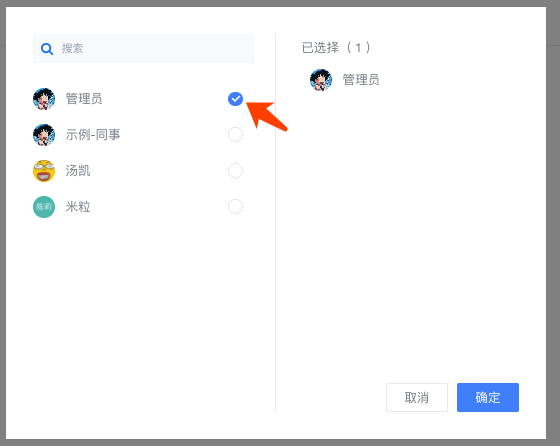 搜索
管理员
示例-同事
汤凯
陈莉
米粒
已选择（1）
管理员
取消
确定